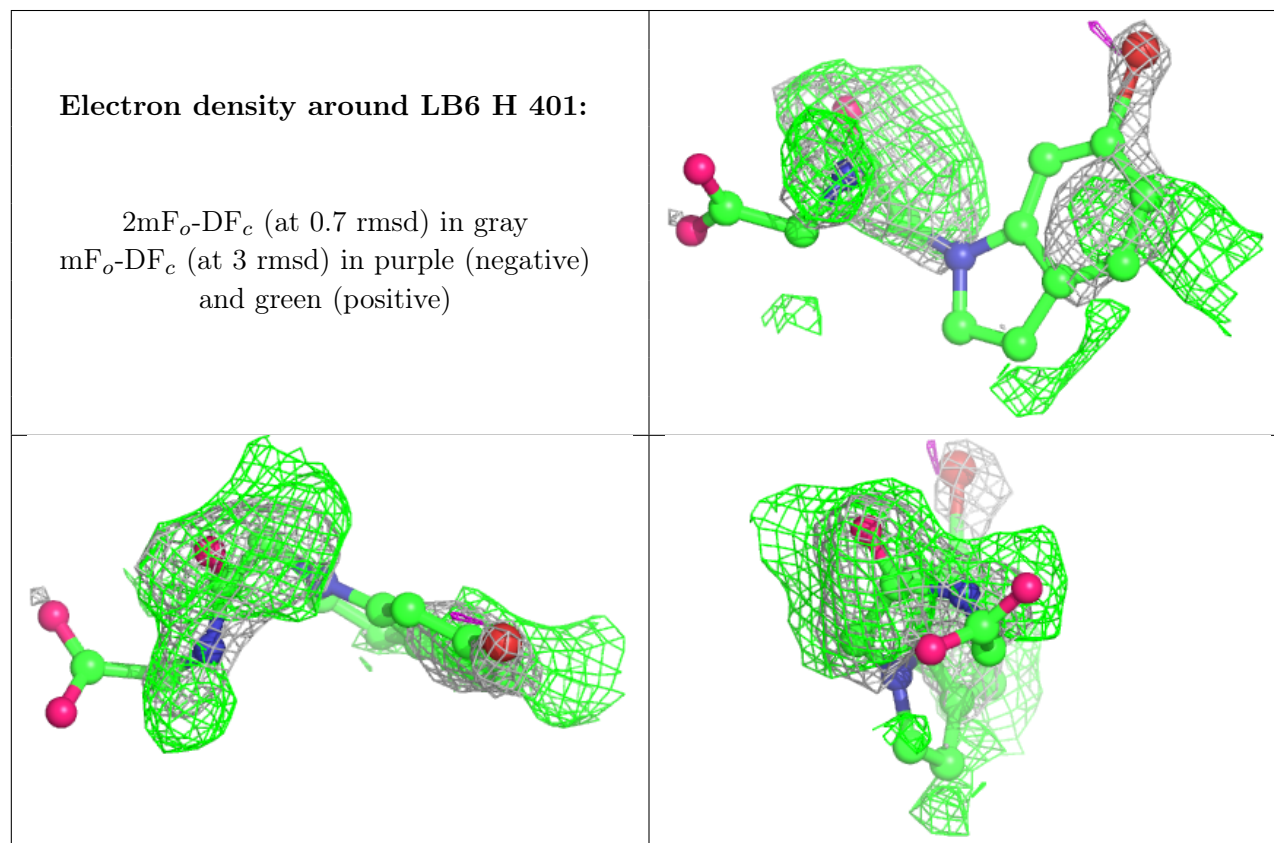 Electron density around LB6 H 401:
2mFo-DFc (at 0.7 rmsd) in gray
mFo-DFc (at 3 rmsd) in purple (negative)
and green (positive)